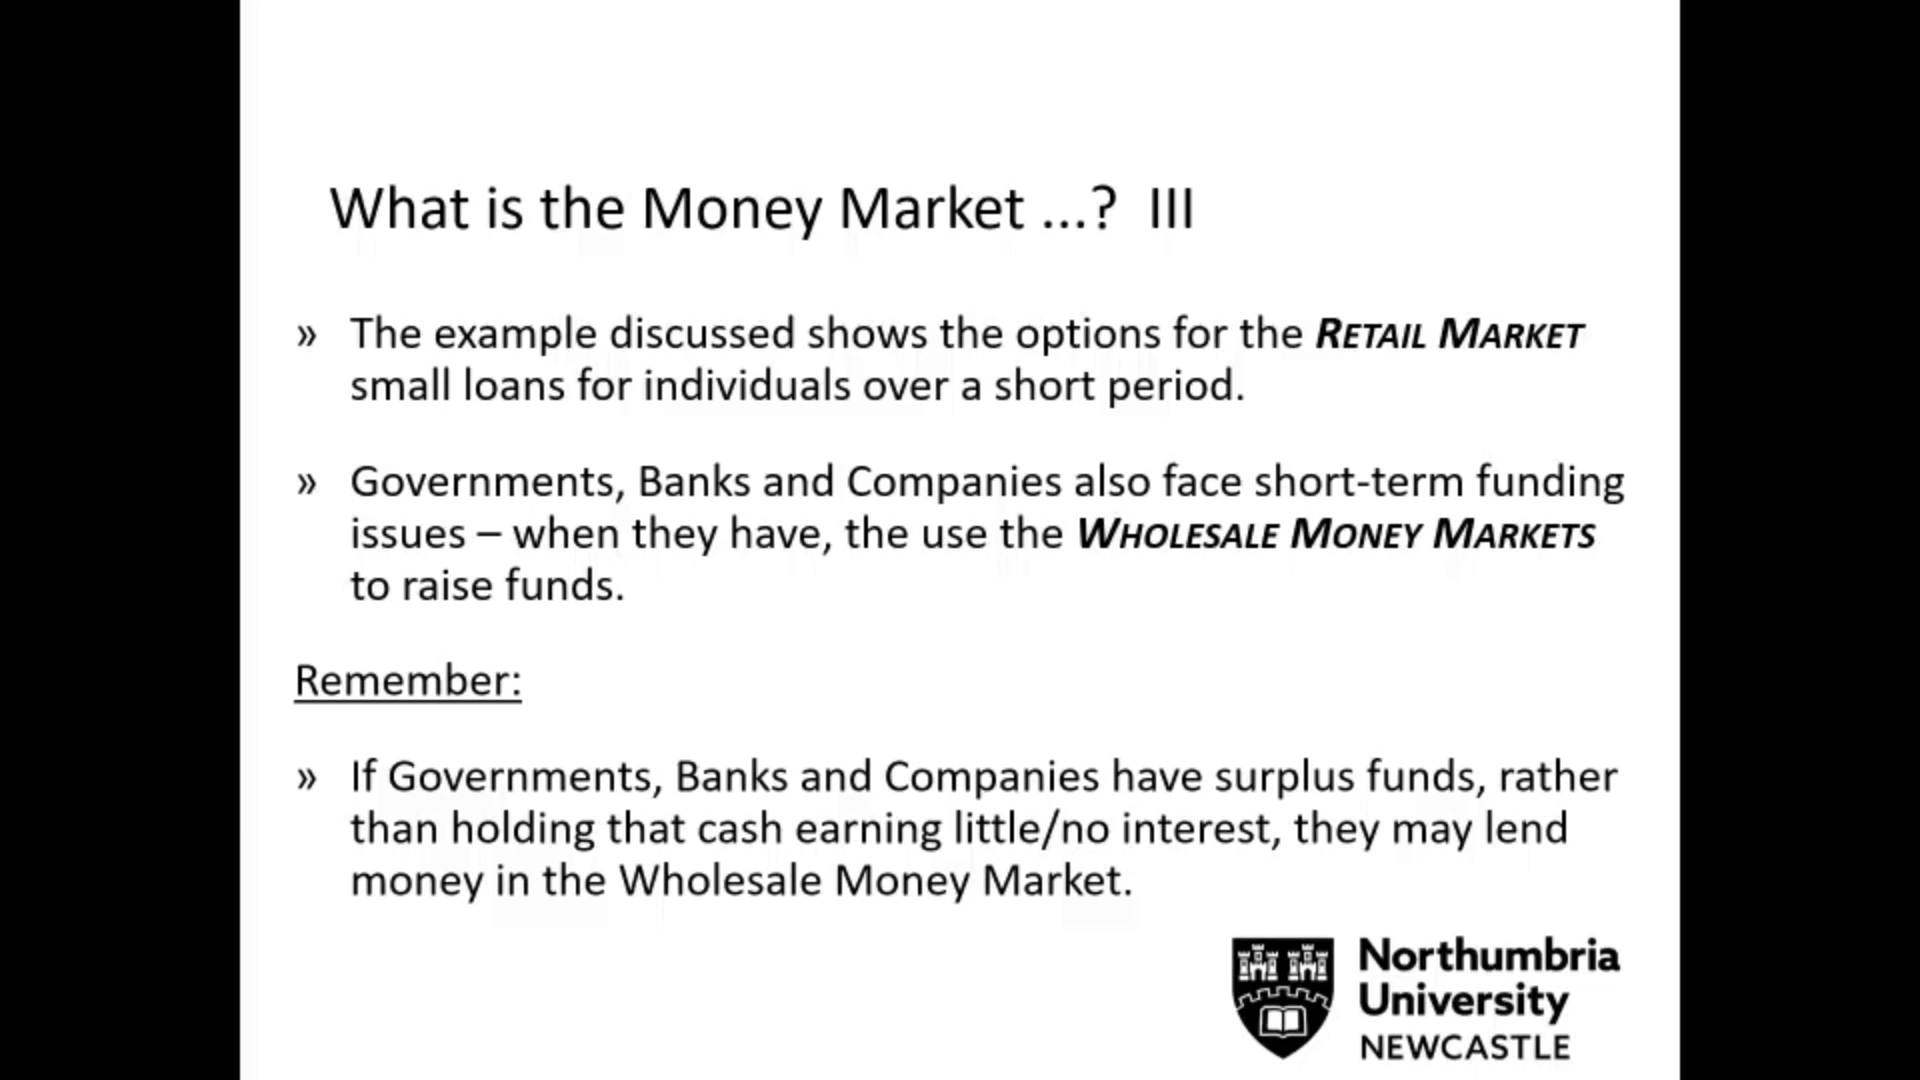 What is the Money Market ...? III
» The example discussed shows the options for the RETAIL MARKET
small loans for individuals over a short period.
» Governments, Banks and Companies also face short-term funding
issues – when they have, the use the WHOLESALE MONEY MARKETS
to raise funds.
Remember:
» If Governments, Banks and Companies have surplus funds, rather
than holding that cash earning little/no interest, they may lend
money in the Wholesale Money Market.
Northumbria
University
NEWCASTLE